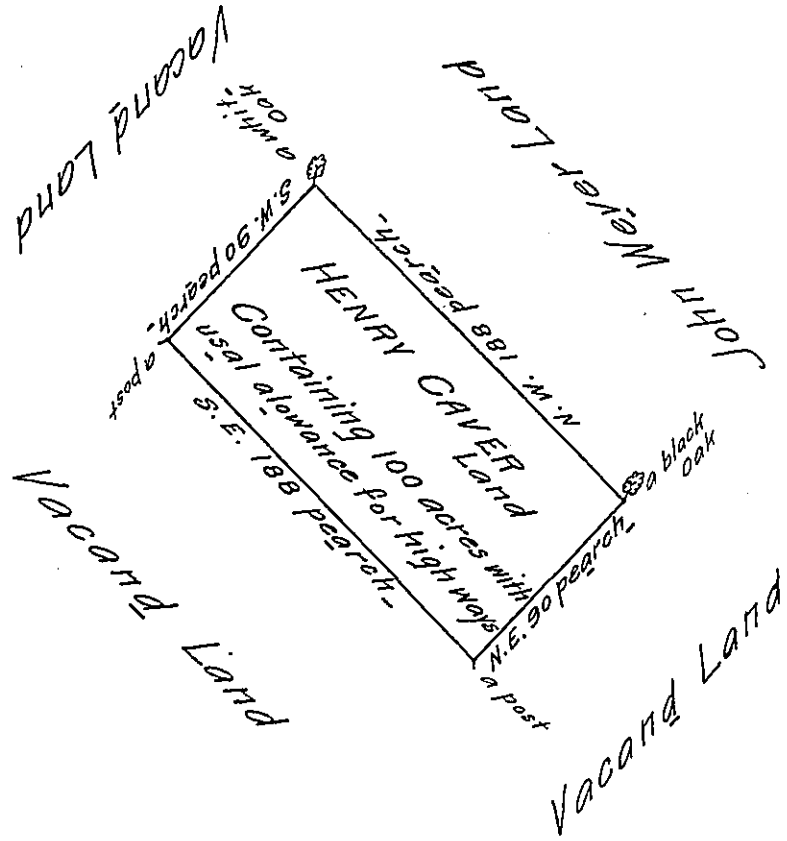 Vacand Land
a whit
oak
John Weyer Land
S.W. 90 pearch
N.W. 188 pearch
a post
HENRY CAVER
Land
Containing 100 acres with
usal alowance for high ways
S.E. 188 pearch
a black
oak
N.E. 90 pearch
a post
Vacand Land
Vacand Land